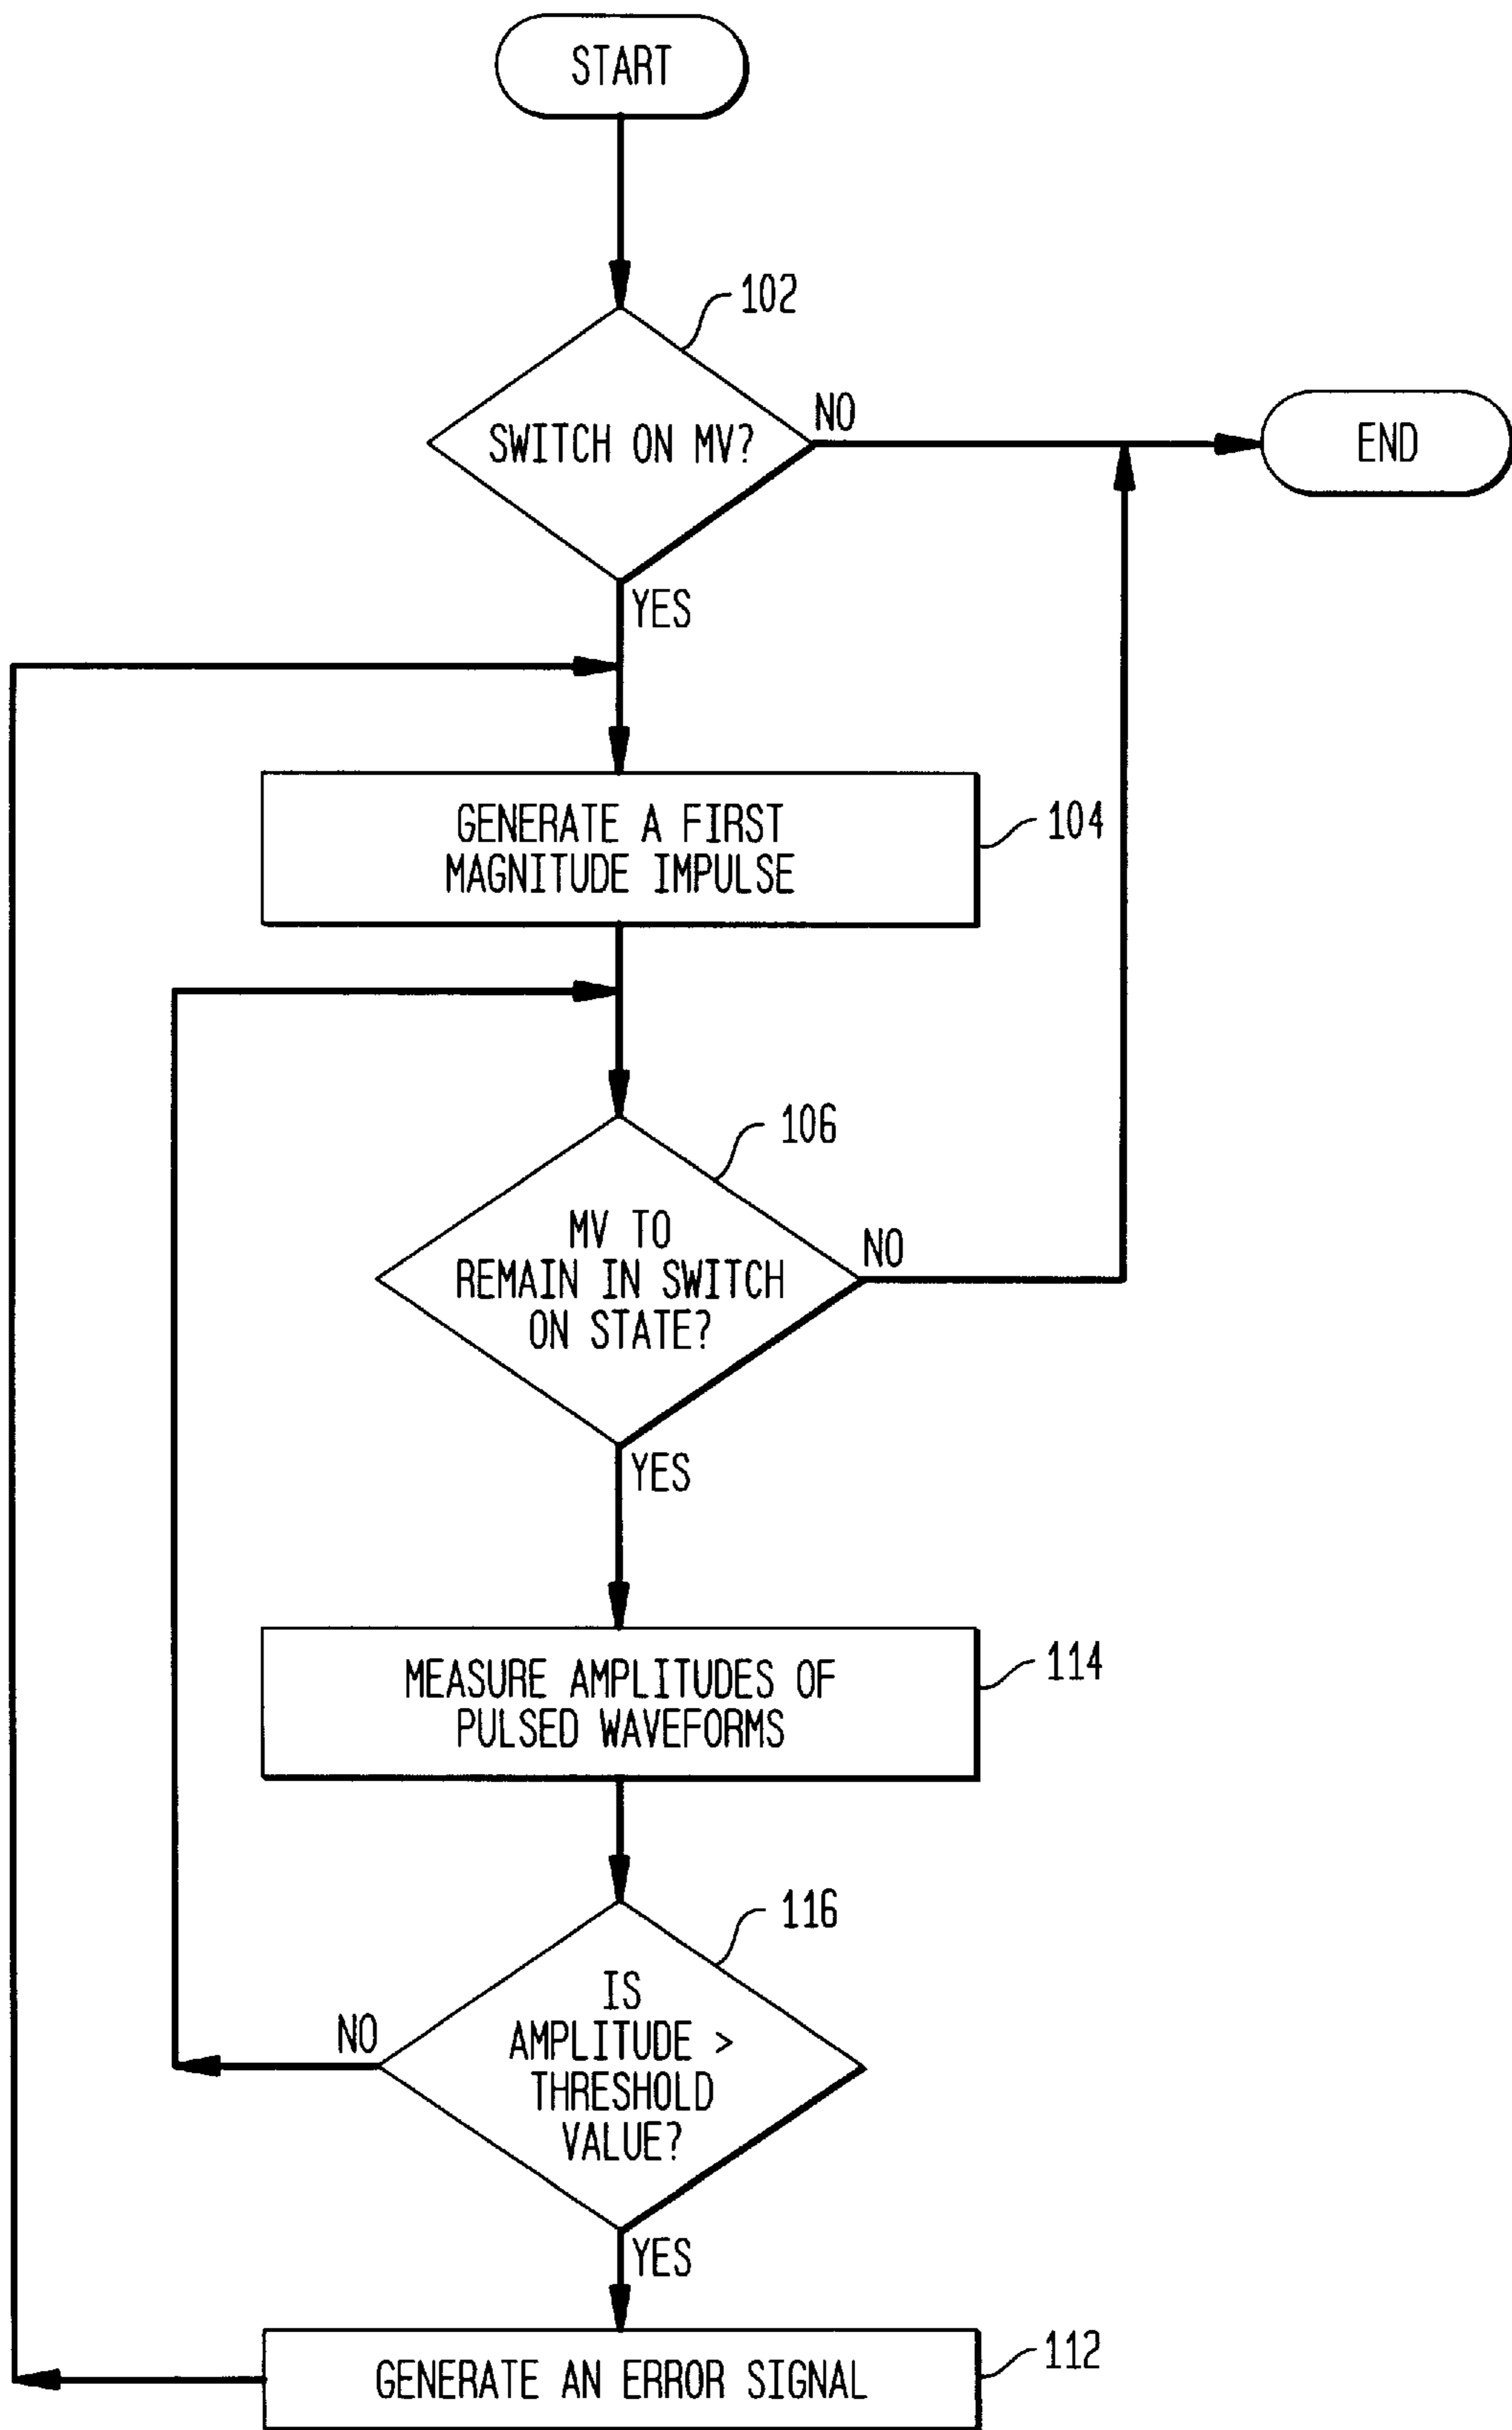 START
102
SWITCH ON MV?
NO
END
YES
GENERATE A FIRST
MAGNITUDE IMPULSE
104
106
MV TO
REMAIN IN SWITCH
ON STATE?
NO
YES
MEASURE AMPLITUDES OF
PULSED WAVEFORMS
114
116
IS
AMPLITUDE >
THRESHOLD
VALUE?
NO
YES
GENERATE AN ERROR SIGNAL
112